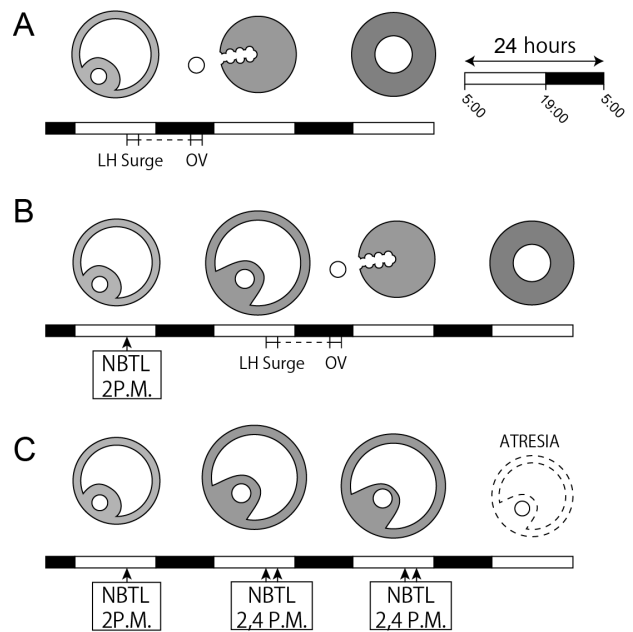 A
24 hours
5:00
19:00
5:00
LH Surge
OV
B
NBTL
2P.M.
LH Surge
OV
C
ATRESIA
NBTL
2P.M.
NBTL
2,4 P.M.
NBTL
2,4 P.M.